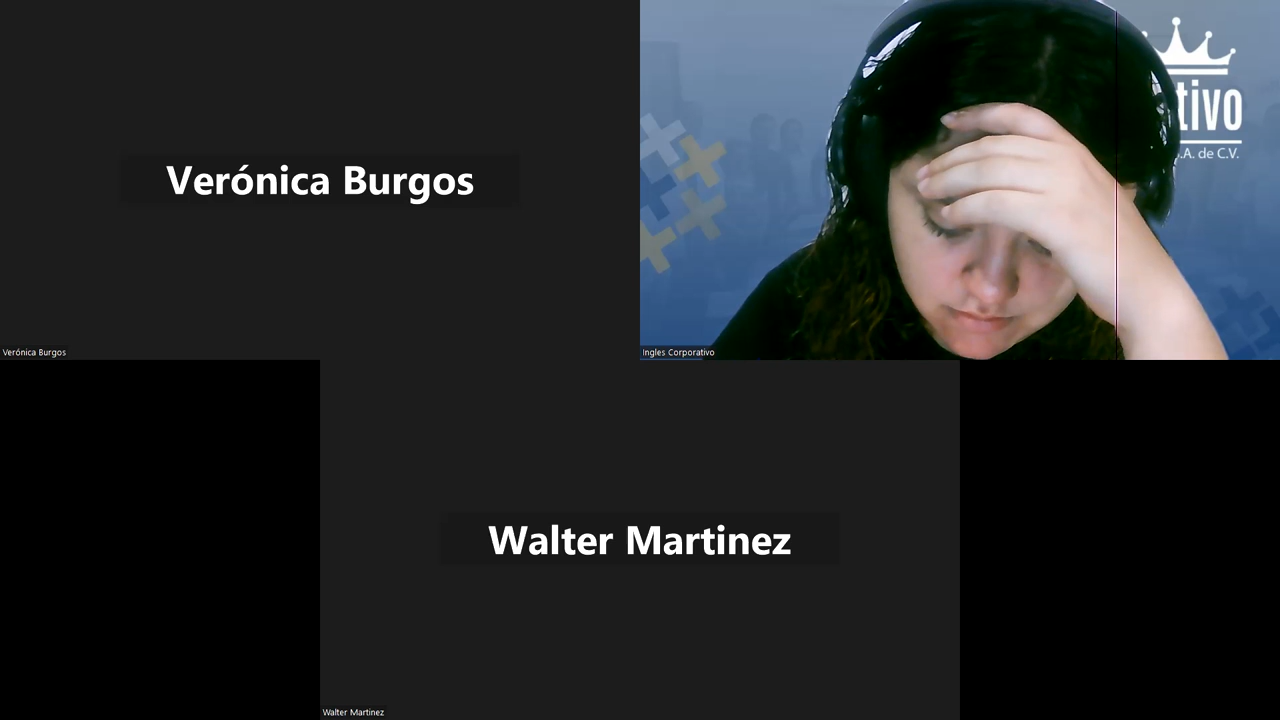 Verónica Burgos
Verónica Burgos
tivo
.A. de C.V.
Ingles Corporativo
Walter Martinez
Walter Martinez